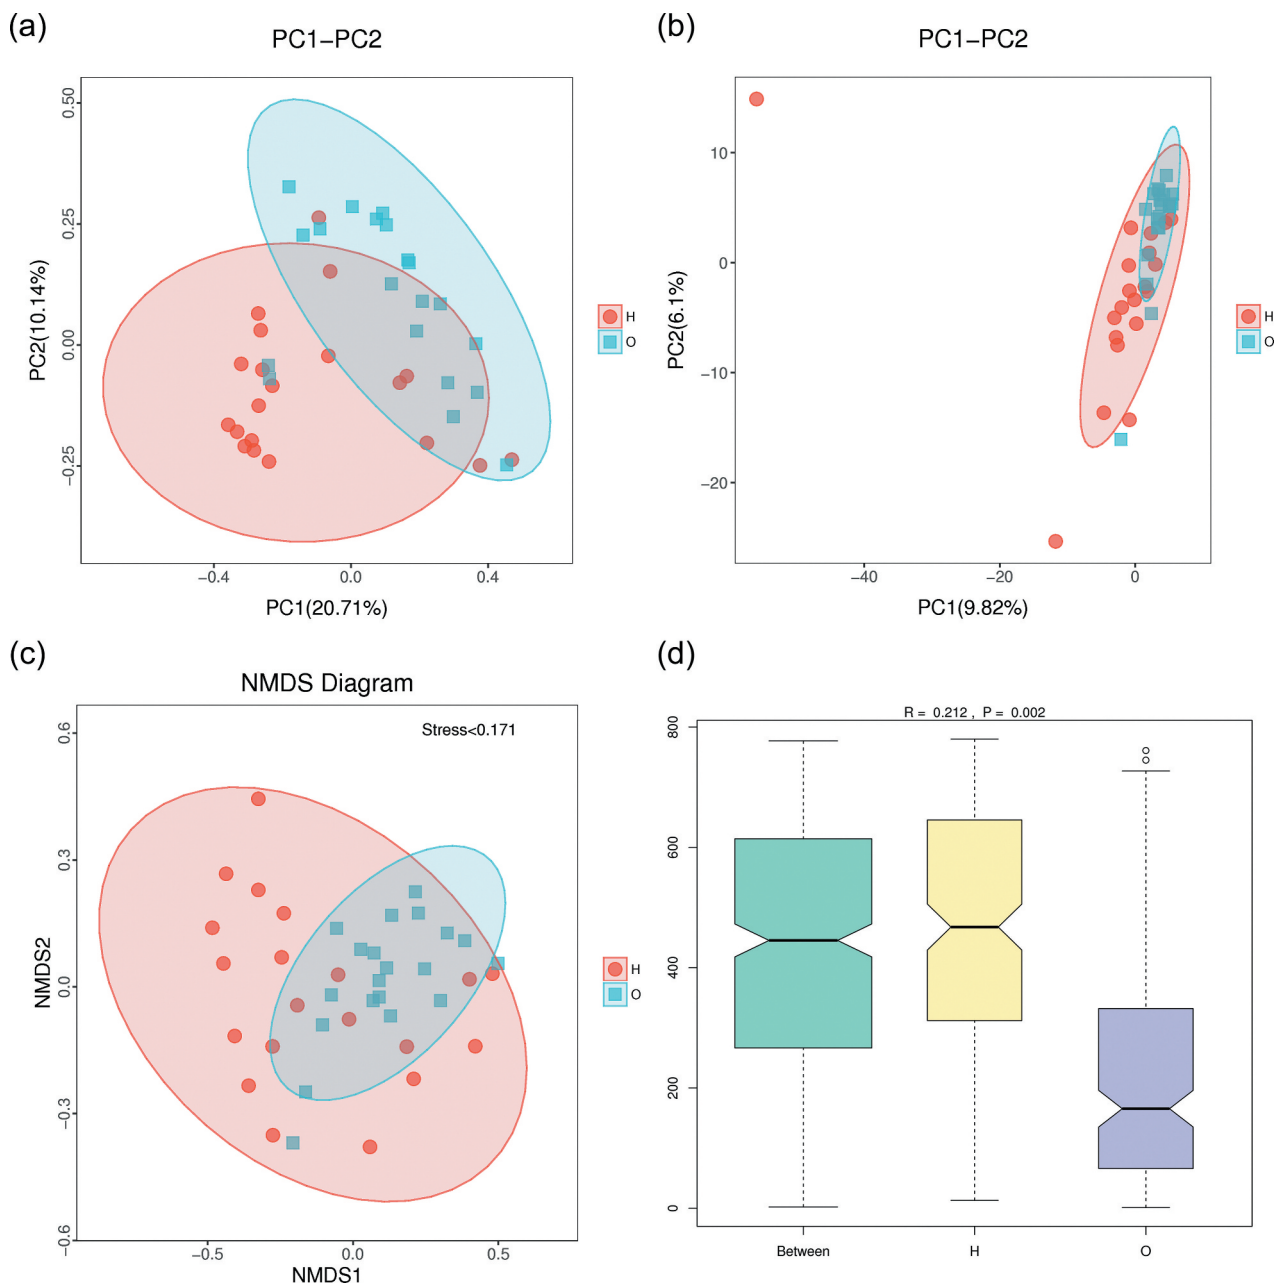 (a)
PC1−PC2
0.50
0.25
0.00
−0.25
PC2(10.14%)
−0.4
0.0
0.4
PC1(20.71%)
H
O
(b)
PC1−PC2
10
0
−10
−20
PC2(6.1%)
−40
−20
0
PC1(9.82%)
H
O
(c)
NMDS Diagram
Stress<0.171
0.6
0.3
0.0
−0.3
−0.6
NMDS2
−0.5
0.0
0.5
NMDS1
H
O
(d)
R = 0.212 , P = 0.002
800
600
400
200
0
Between
H
O